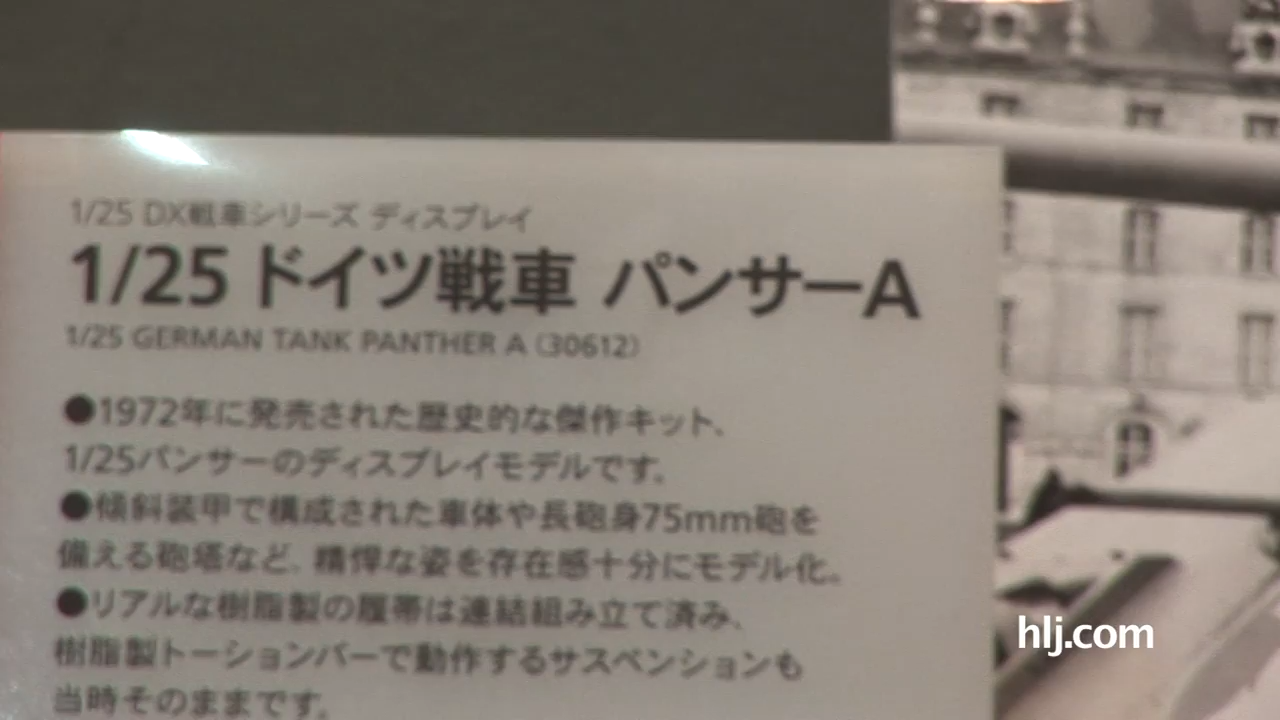 1/25 DX戦車シリーズ ディスプレイ
1/25 ドイツ戦車 パンサーA
1/25 GERMAN TANK PANTHER A (30612)
●1972年に発売された歴史的な傑作キット、
1/25パンサーのディスプレイモデルです。
●傾斜装甲で構成された車体や長砲身75mm砲を
備える砲塔など、精悍な姿を存在感十分にモデル化。
●リアルな樹脂製の履帯は連結組み立て済み、
樹脂製トーションバーで動作するサスペンションも
当時そのままです。
hlj.com